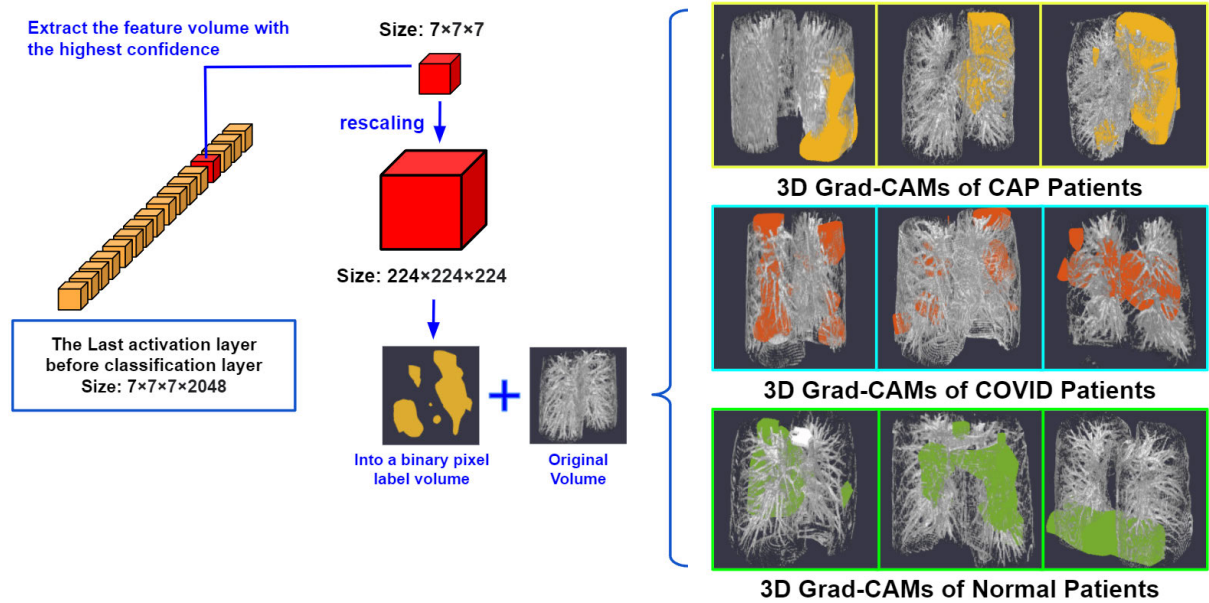 Extract the feature volume with
the highest confidence
Size: 7×7×7
rescaling
Size: 224×224×224
The Last activation layer
before classification layer
Size: 7×7×7×2048
Into a binary pixel
label volume
Original
Volume
3D Grad-CAMs of CAP Patients
3D Grad-CAMs of COVID Patients
3D Grad-CAMs of Normal Patients